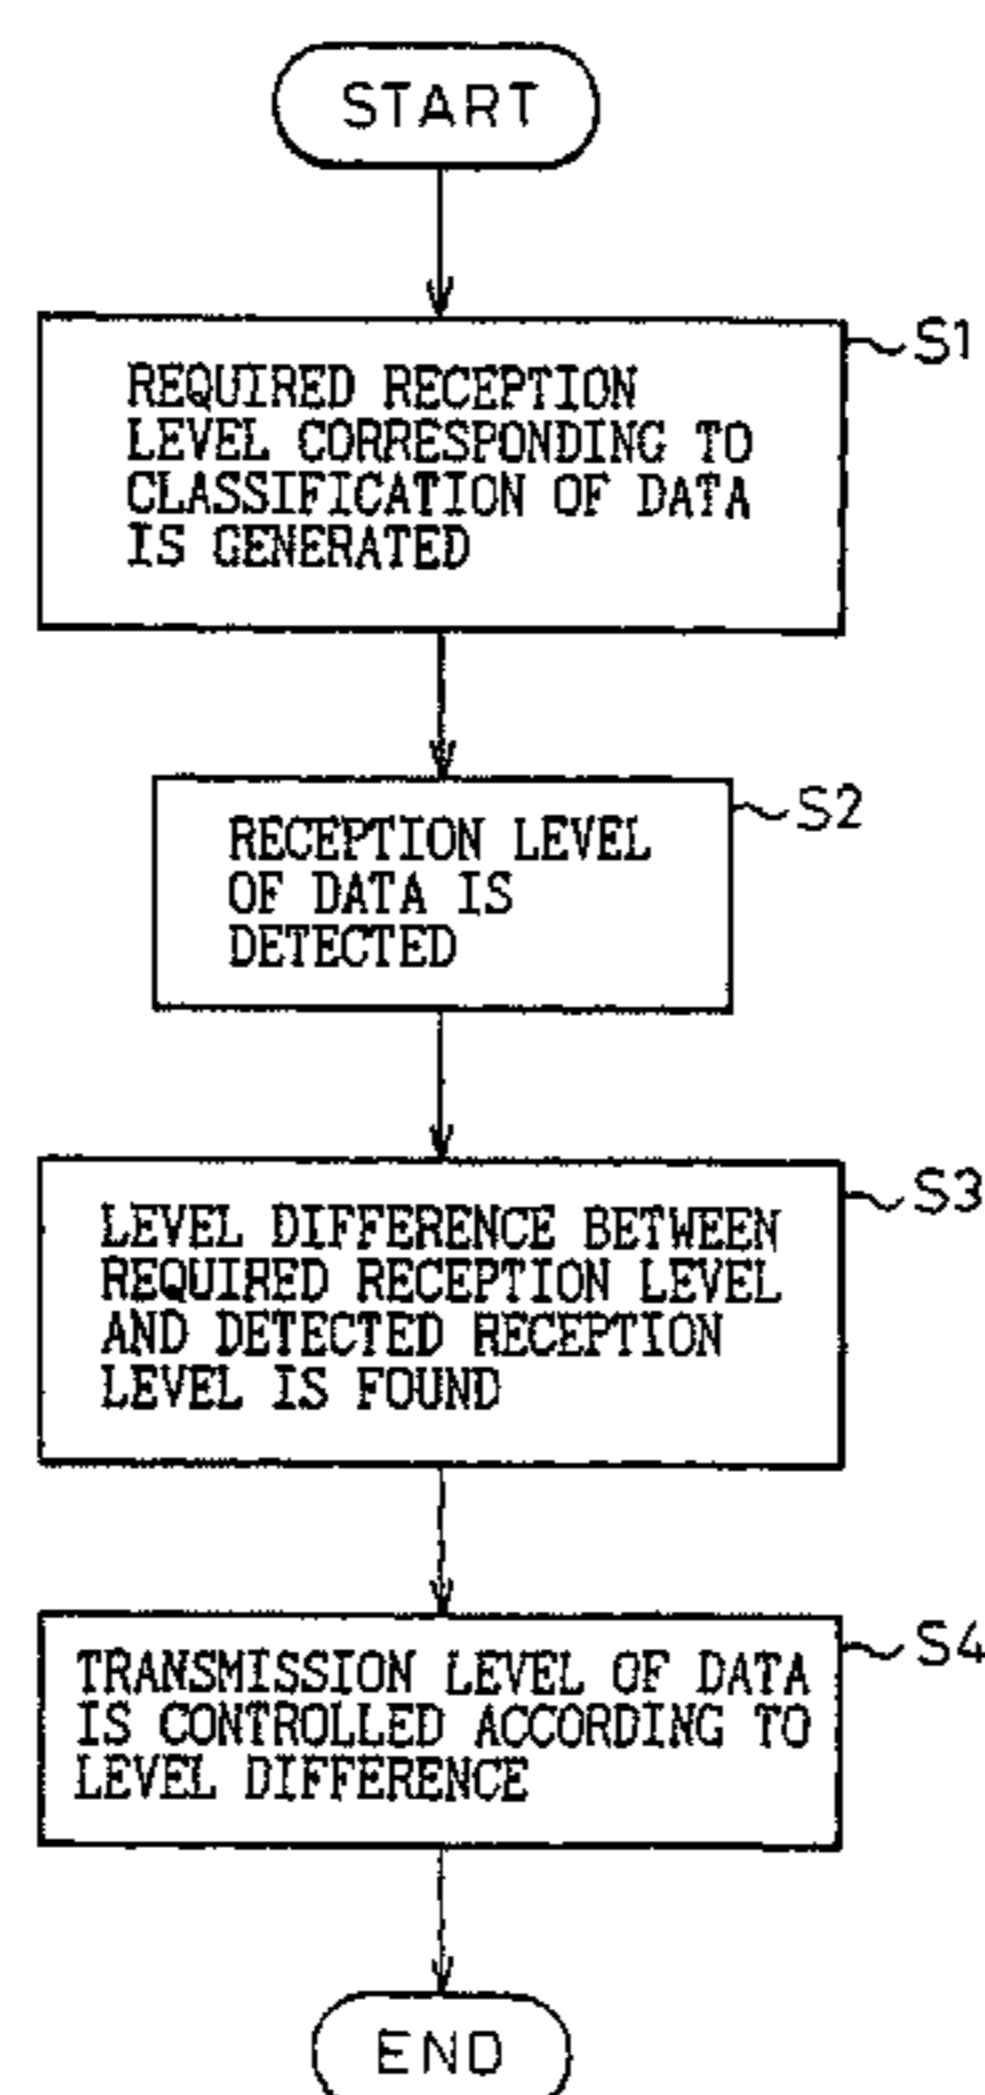 START
S1
REQUIRED RECEPTION
LEVEL CORRESPONDING TO
CLASSIFICATION OF DATA
IS GENERATED
S2
RECEPTION LEVEL
OF DATA IS
DETECTED
S3
LEVEL DIFFERENCE BETWEEN
REQUIRED RECEPTION LEVEL
AND DETECTED RECEPTION
LEVEL IS FOUND
S4
TRANSMISSION LEVEL OF DATA
IS CONTROLLED ACCORDING TO
LEVEL DIFFERENCE
END